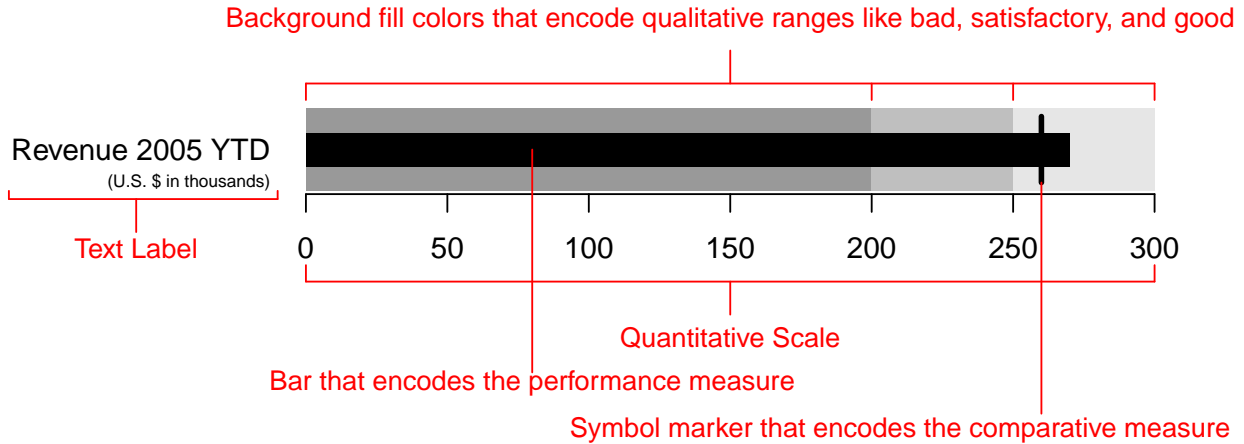 Background fill colors that encode qualitative ranges like bad, satisfactory, and good
Revenue 2005 YTD
(U.S. $ in thousands)
Text Label
0 50 100 150 200 250 300
Quantitative Scale
Bar that encodes the performance measure
Symbol marker that encodes the comparative measure